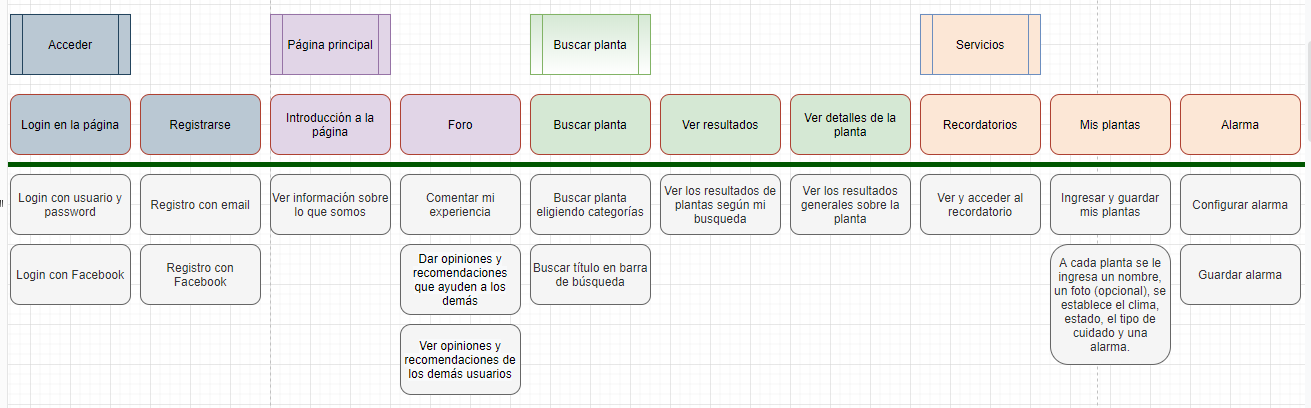 Acceder
Página principal
Buscar planta
Servicios
Login en la página
Registrarse
Introducción a la
página
Foro
Buscar planta
Ver resultados
Ver detalles de la
planta
Recordatorios
Mis plantas
Alarma
Login con usuario y
password
Registro con email
Ver información sobre
lo que somos
Comentar mi
experiencia
Buscar planta
eligiendo categorías
Ver los resultados de
plantas según mi
busqueda
Ver los resultados
generales sobre la
planta
Ver y acceder al
recordatorio
Ingresar y guardar
mis plantas
Configurar alarma
Login con Facebook
Registro con
Facebook
Dar opiniones y
recomendaciones
que ayuden a los
demás
Buscar título en barra
de búsqueda
A cada planta se le
ingresa un nombre,
un foto (opcional), se
establece el clima,
estado, el tipo de
cuidado y una
alarma.
Guardar alarma
Ver opiniones y
recomendaciones de
los demás usuarios